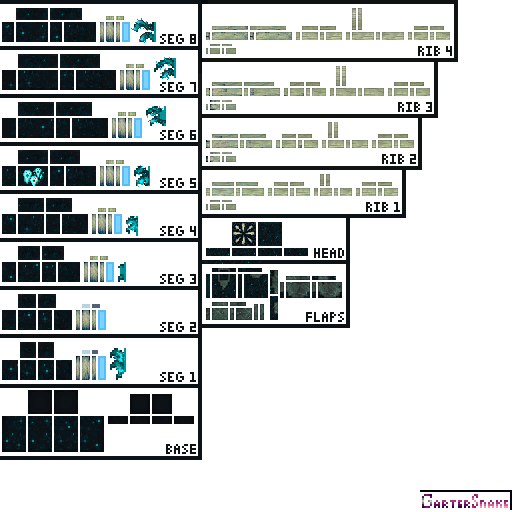 SEG 8
SEG 7
SEG 6
SEG 5
SEG 4
SEG 3
SEG 2
SEG 1
BASE
RIB 4
RIB 3
RIB 2
RIB 1
HEAD
FLAPS
GARTERSNAKE